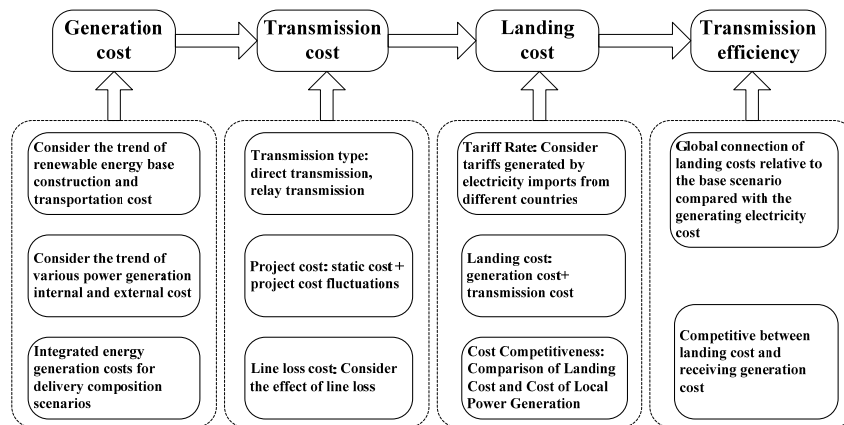 Generation
cost
Transmission
cost
Landing
cost
Transmission
efficiency
Consider the trend of
renewable energy base
construction and
transportation cost
Consider the trend of
various power generation
internal and external cost
Integrated energy
generation costs for
delivery composition
scenarios
Transmission type:
direct transmission,
relay transmission
Project cost: static cost +
project cost fluctuations
Line loss cost: Consider
the effect of line loss
Tariff Rate: Consider
tariffs generated by
electricity imports from
different countries
Landing cost:
generation cost+
transmission cost
Cost Competitiveness:
Comparison of Landing
Cost and Cost of Local
Power Generation
Global connection of
landing costs relative to
the base scenario
compared with the
generating electricity
cost
Competitive between
landing cost and
receiving generation
cost